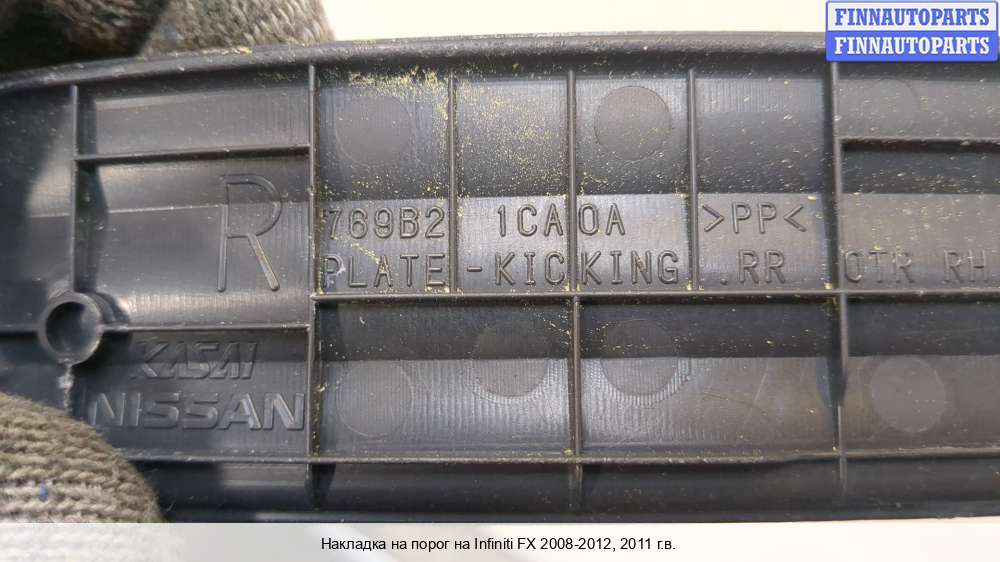 FINNAUTOPARTS
FINNAUTOPARTS
R
769B2 1CA0A >PP<
PLATE-KICKING .RR OTR RH
KASAI
NISSAN
Накладка на порог на Infiniti FX 2008-2012, 2011 г.в.